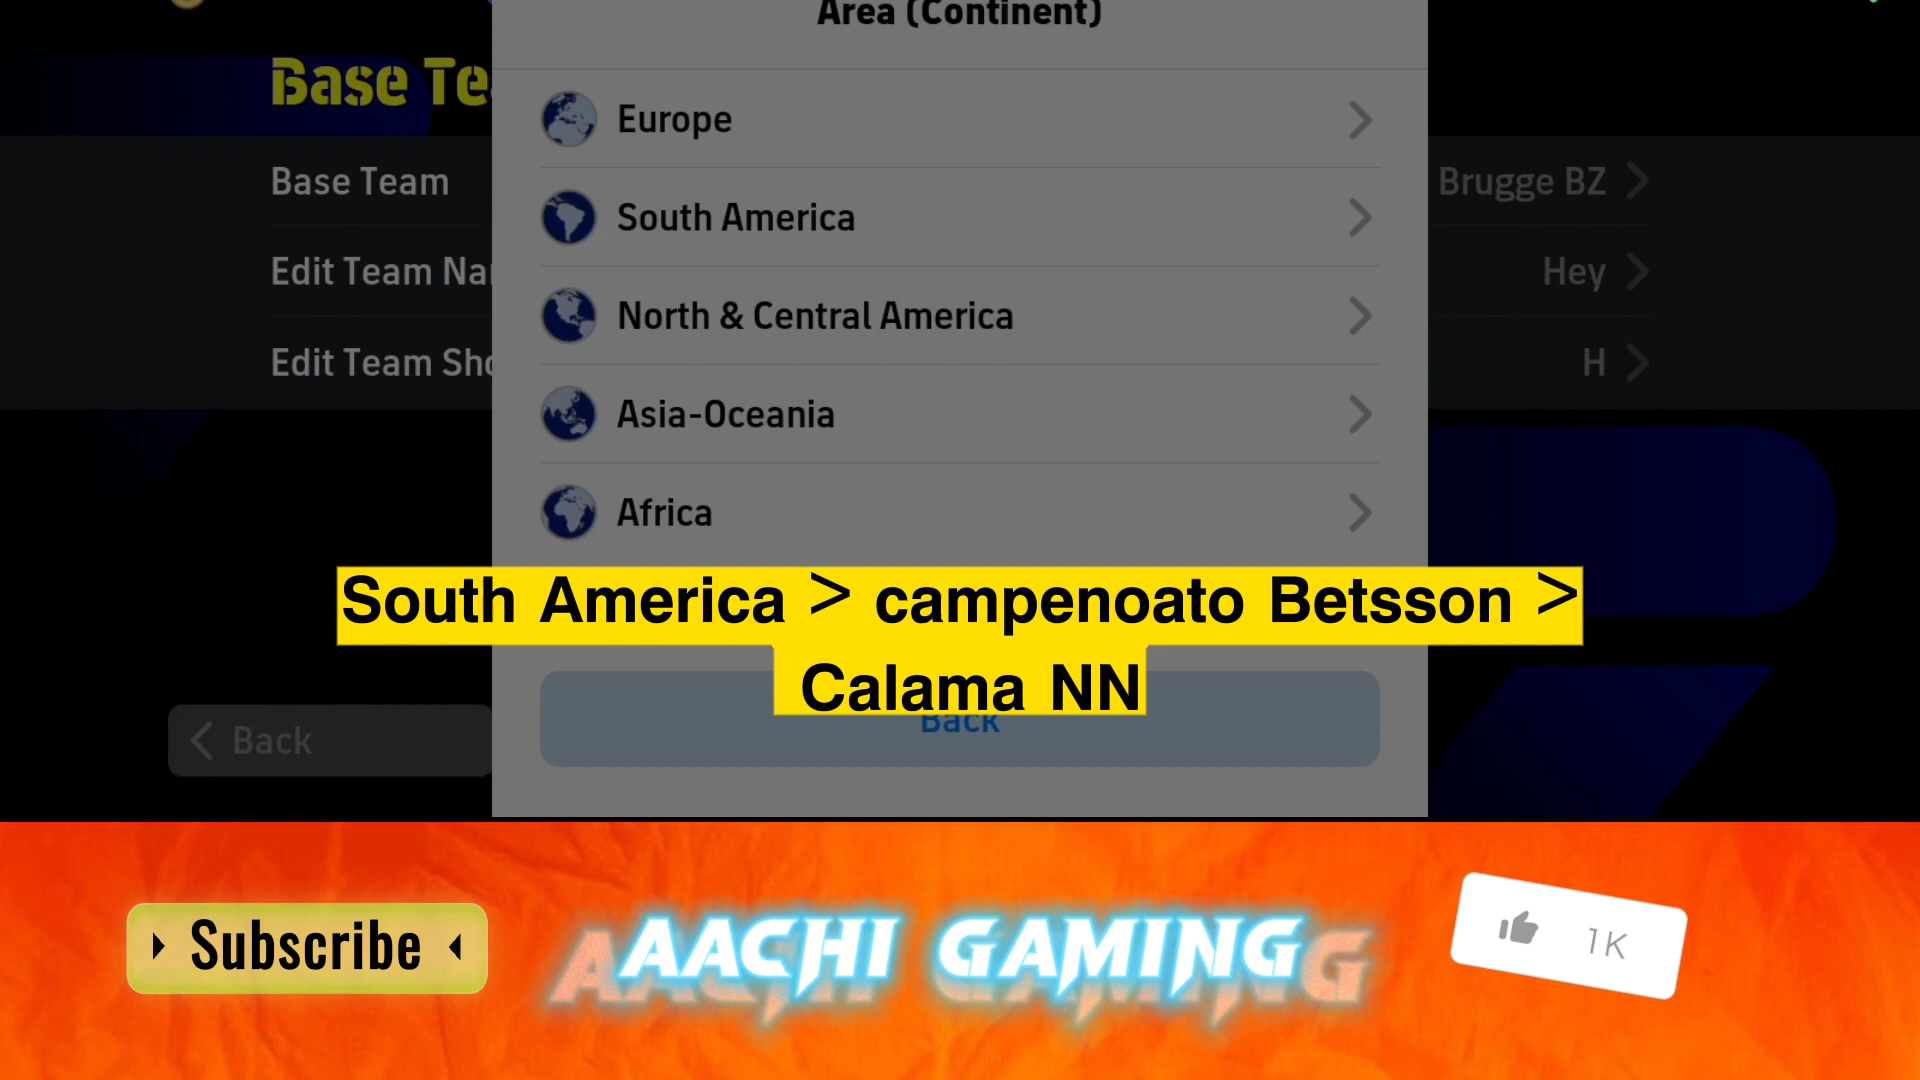 Area (Continent)
Base Te
Europe
Base Team
Brugge BZ
South America
Edit Team Na
Hey
North & Central America
Edit Team Sho
H
Asia-Oceania
Africa
South America > campenoato Betsson >
Calama NN
Back
Back
Subscribe
AACHI GAMING
1K